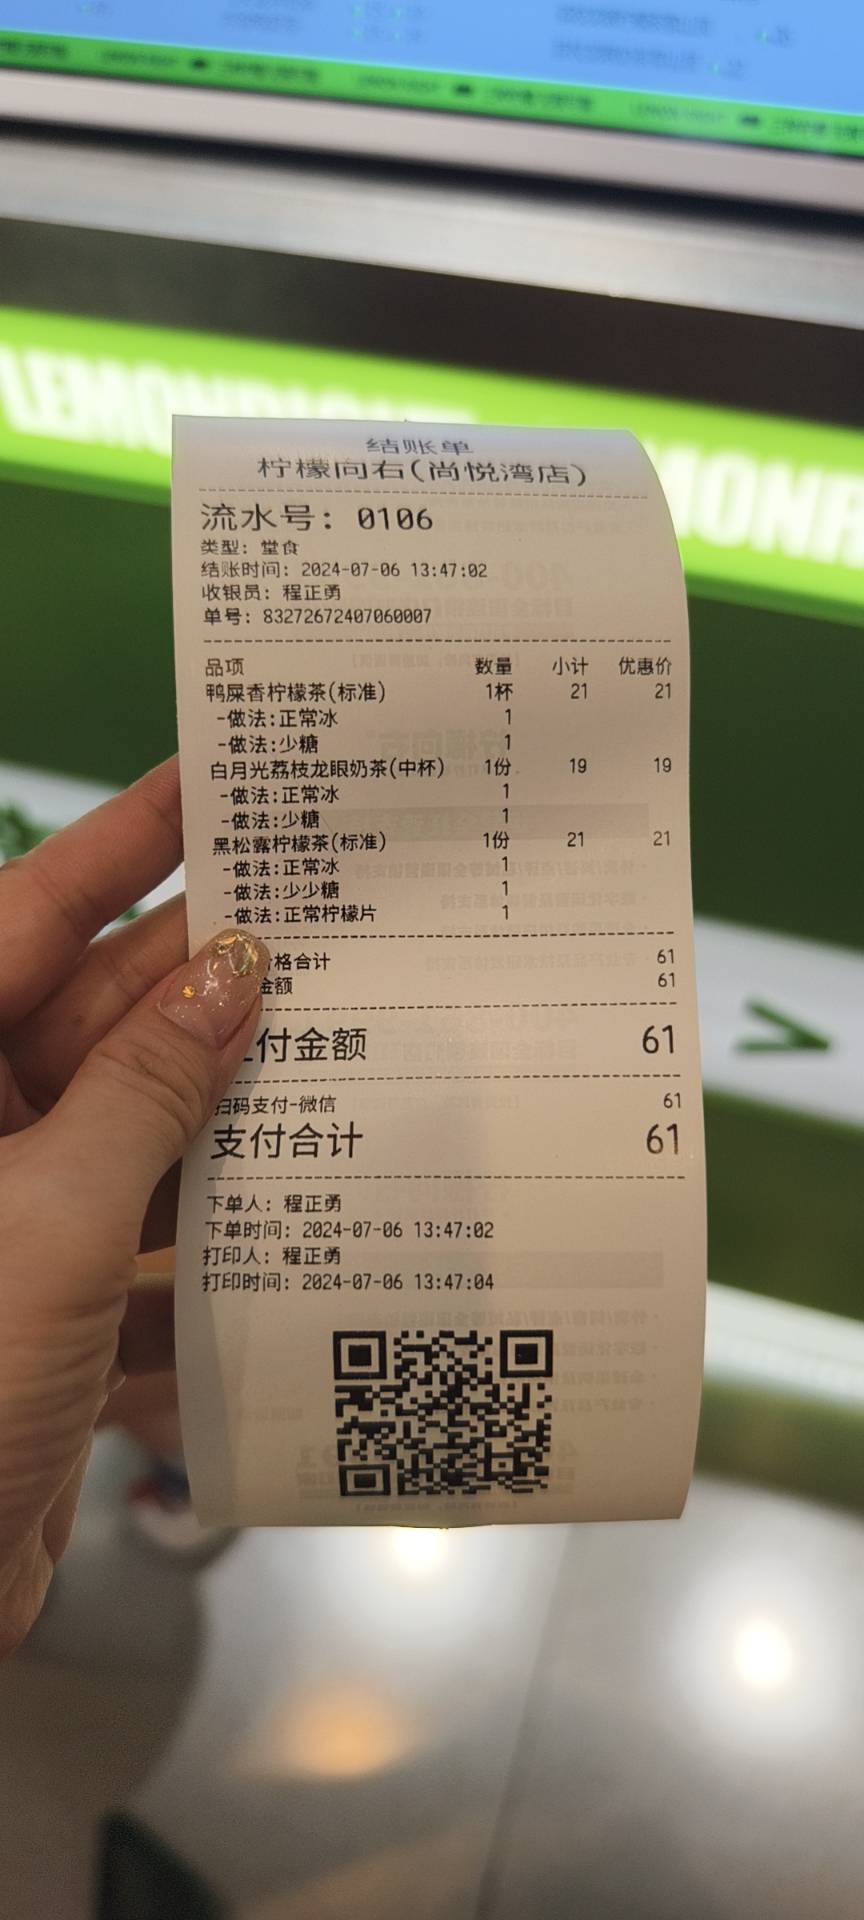 LEMON
结账单
柠檬向右(尚悦湾店)
流水号: 0106
类型: 堂食
结账时间: 2024-07-06 13:47:02
收银员: 程正勇
单号: 83272672407060007
品项 数量 小计 优惠价
鸭屎香柠檬茶(标准) 1杯 21 21
-做法:正常冰 1
-做法:少糖 1
白月光荔枝龙眼奶茶(中杯) 1份 19 19
-做法:正常冰 1
-做法:少糖 1
黑松露柠檬茶(标准) 1份 21 21
-做法:正常冰 1
-做法:少少糖 1
-做法:正常柠檬片 1
格合计 61
金额 61
付金额 61
扫码支付-微信 61
支付合计 61
下单人: 程正勇
下单时间: 2024-07-06 13:47:02
打印人: 程正勇
打印时间: 2024-07-06 13:47:04